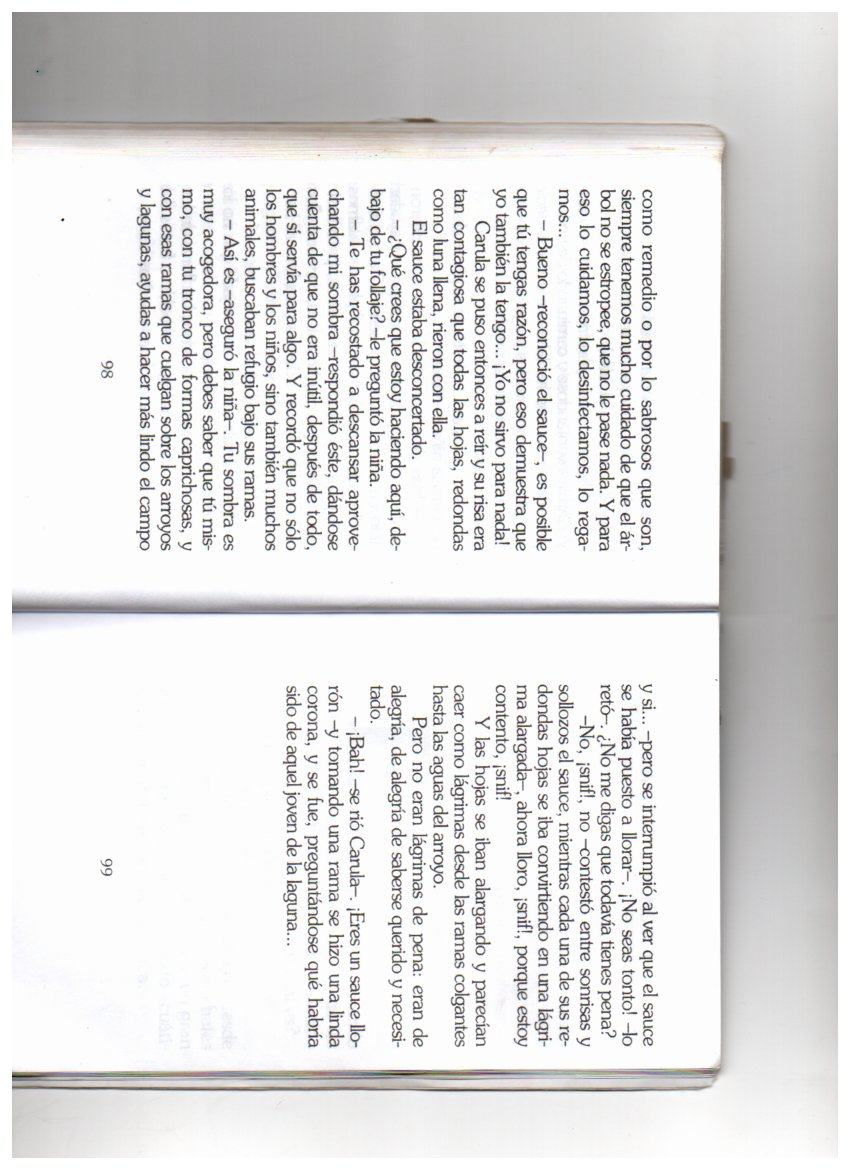 como remedio o por lo sabrosos que son,
siempre tenemos mucho cuidado de que el ár-
bol no se estropee, que no le pase nada. Y para
eso lo cuidamos, lo desinfectamos, lo rega-
mos...
– Bueno –reconoció el sauce–, es posible
que tú tengas razón, pero eso demuestra que
yo también la tengo... ¡Yo no sirvo para nada!
Carula se puso entonces a reír y su risa era
tan contagiosa que todas las hojas, redondas
como luna llena, rieron con ella.
El sauce estaba desconcertado.
– ¿Qué crees que estoy haciendo aquí, de-
bajo de tu follaje? –le preguntó la niña.
– Te has recostado a descansar aprove-
chando mi sombra –respondió éste, dándose
cuenta de que no era inútil, después de todo,
que sí servía para algo. Y recordó que no sólo
los hombres y los niños, sino también muchos
animales, buscaban refugio bajo sus ramas.
– Así es –aseguró la niña–. Tu sombra es
muy acogedora, pero debes saber que tú mis-
mo, con tu tronco de formas caprichosas, y
con esas ramas que cuelgan sobre los arroyos
y lagunas, ayudas a hacer más lindo el campo
98
y si... –pero se interrumpió al ver que el sauce
se había puesto a llorar–. ¡No seas tonto! –lo
retó–. ¿No me digas que todavía tienes pena?
–No, ¡snif!, no –contestó entre sonrisas y
sollozos el sauce, mientras cada una de sus re-
dondas hojas se iba convirtiendo en una lágri-
ma alargada–, ahora lloro, ¡snif!, porque estoy
contento, ¡snif!
Y las hojas se iban alargando y parecían
caer como lágrimas desde las ramas colgantes
hasta las aguas del arroyo.
Pero no eran lágrimas de pena: eran de
alegría, de alegría de saberse querido y necesi-
tado.
– ¡Bah! –se rió Carula–. ¡Eres un sauce llo-
rón –y tomando una rama se hizo una linda
corona, y se fue, preguntándose qué habría
sido de aquel joven de la laguna...
99